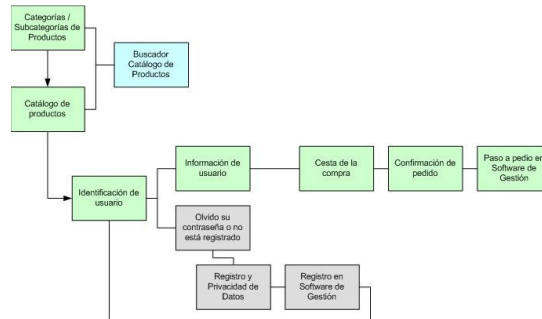 Categorías /
Subcategorías de
Productos
Buscador
Catálogo de
Productos
Catálogo de
productos
Identificación de
usuario
Información de
usuario
Cesta de la
compra
Confirmación de
pedido
Paso a pedio en
Software de
Gestión
Olvido su
contraseña o no
está registrado
Registro y
Privacidad de
Datos
Registro en
Software de
Gestión